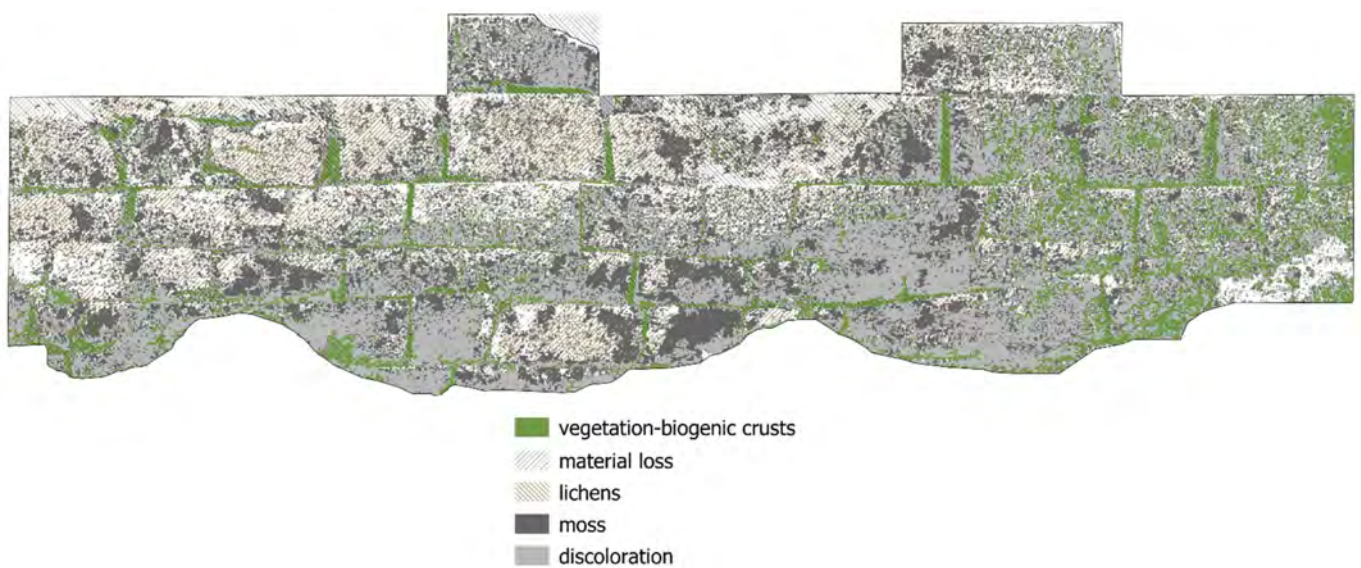 vegetation-biogenic crusts
material loss
lichens
moss
discoloration